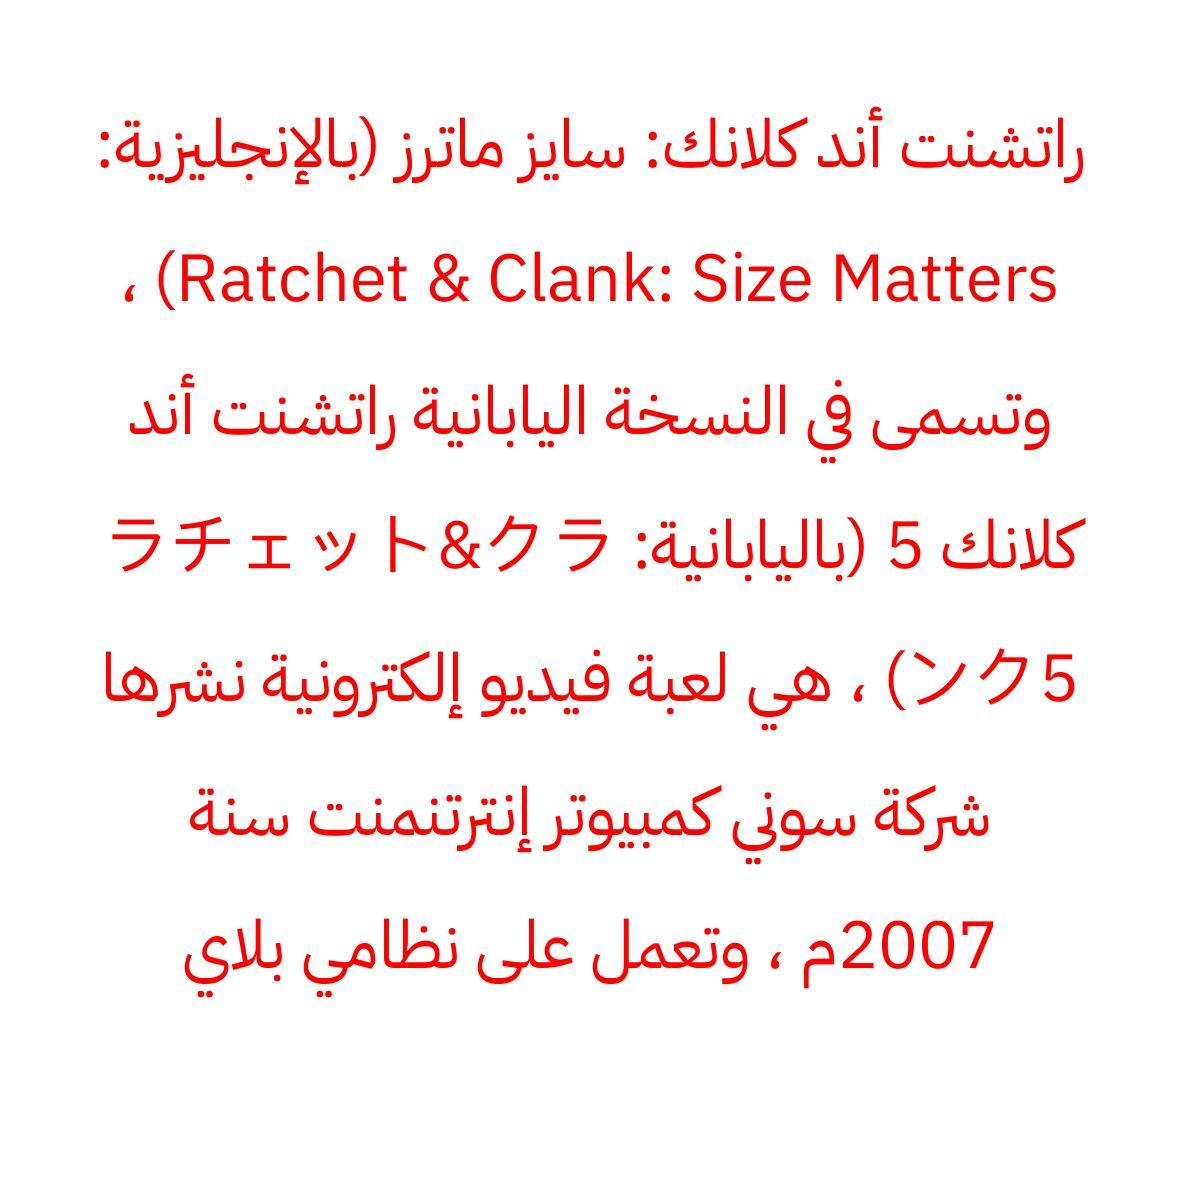 راتشنت أند كلانك: سايز ماترز (بالإنجليزية:
Ratchet & Clank: Size Matters) ،
وتسمى في النسخة اليابانية راتشنت أند
كلانك 5 (باليابانية: ラチェット&クラ
ンク5) ، هي لعبة فيديو إلكترونية نشرها
شركة سوني كمبيوتر إنترتنمنت سنة
2007م ، وتعمل على نظامي بلاي